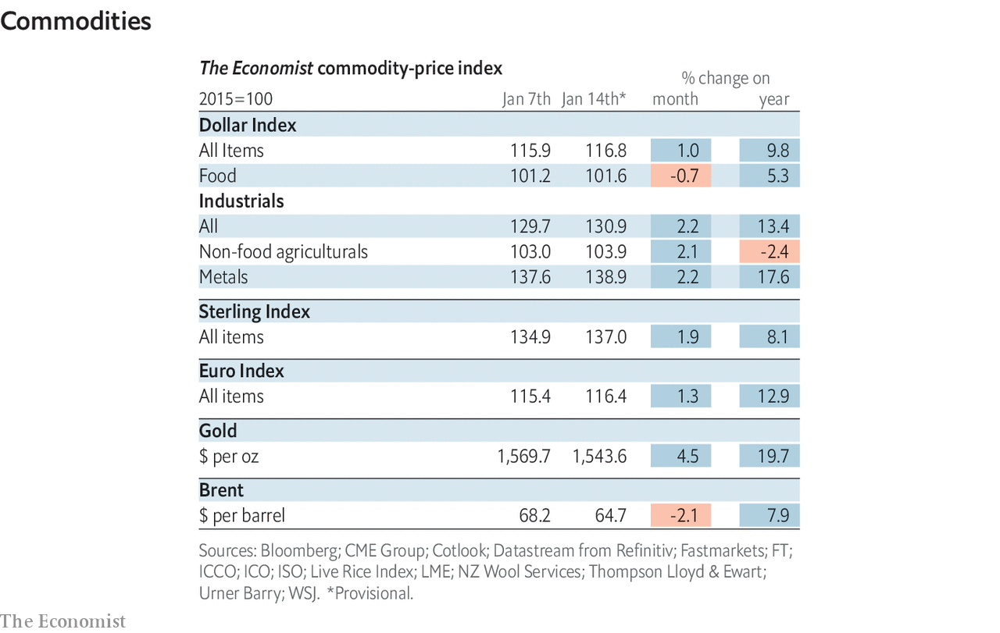 Commodities
The Economist commodity-price index
% change on
2015=100 Jan 7th Jan 14th* month year
Dollar Index
All Items 115.9 116.8 1.0 9.8
Food 101.2 101.6 -0.7 5.3
Industrials
All 129.7 130.9 2.2 13.4
Non-food agriculturals 103.0 103.9 2.1 -2.4
Metals 137.6 138.9 2.2 17.6
Sterling Index
All items 134.9 137.0 1.9 8.1
Euro Index
All items 115.4 116.4 1.3 12.9
Gold
$ per oz 1,569.7 1,543.6 4.5 19.7
Brent
$ per barrel 68.2 64.7 -2.1 7.9
Sources: Bloomberg; CME Group; Cotlook; Datastream from Refinitiv; Fastmarkets; FT;
ICCO; ICO; ISO; Live Rice Index; LME; NZ Wool Services; Thompson Lloyd & Ewart;
Urner Barry; WSJ. *Provisional.
The Economist